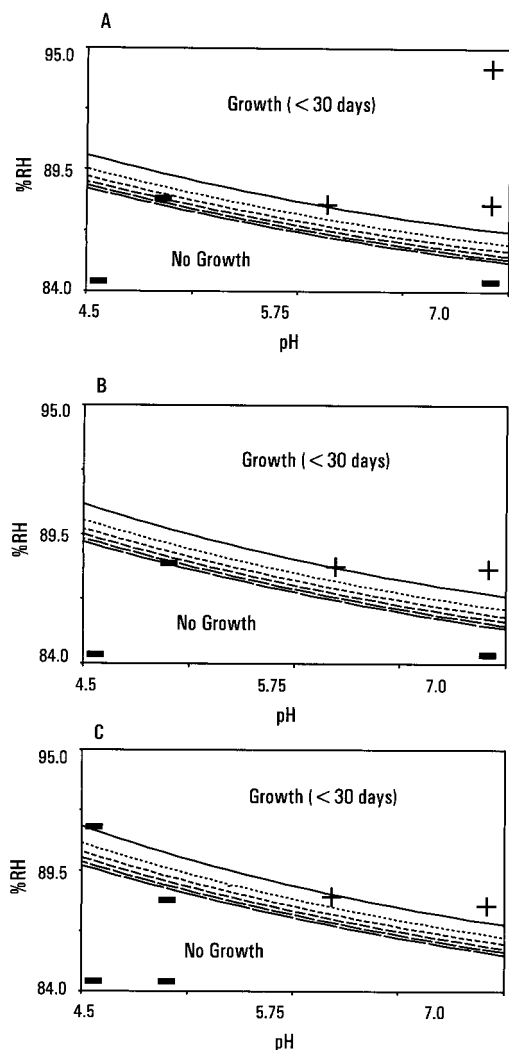 A
95.0
Growth (< 30 days)
89.5
%RH
No Growth
84.0
4.5 5.75 7.0
pH
B
95.0
Growth (< 30 days)
89.5
%RH
No Growth
84.0
4.5 5.75 7.0
pH
C
95.0
Growth (< 30 days)
89.5
%RH
No Growth
84.0
4.5 5.75 7.0
pH